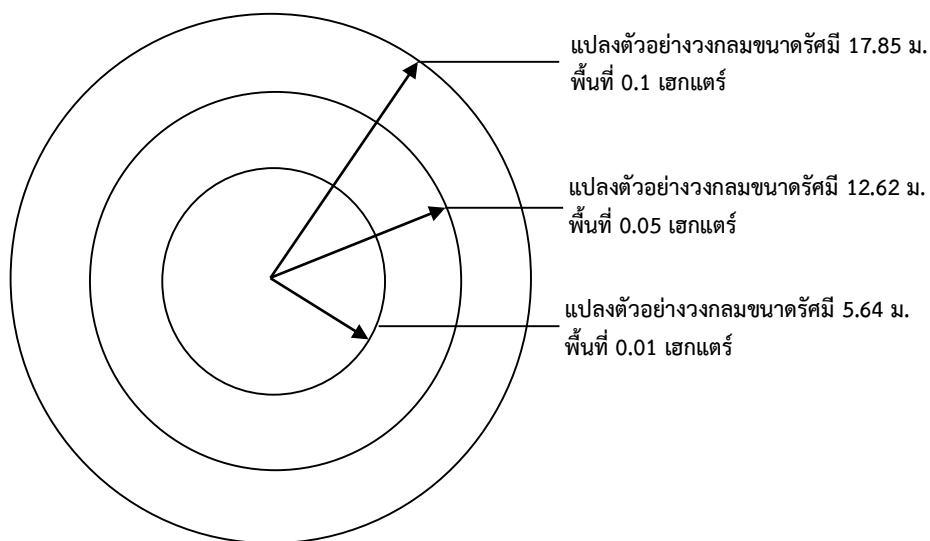 แปลงตัวอย่างวงกลมขนาดรัศมี 17.85 ม.
พื้นที่ 0.1 เฮกแตร์
แปลงตัวอย่างวงกลมขนาดรัศมี 12.62 ม.
พื้นที่ 0.05 เฮกแตร์
แปลงตัวอย่างวงกลมขนาดรัศมี 5.64 ม.
พื้นที่ 0.01 เฮกแตร์